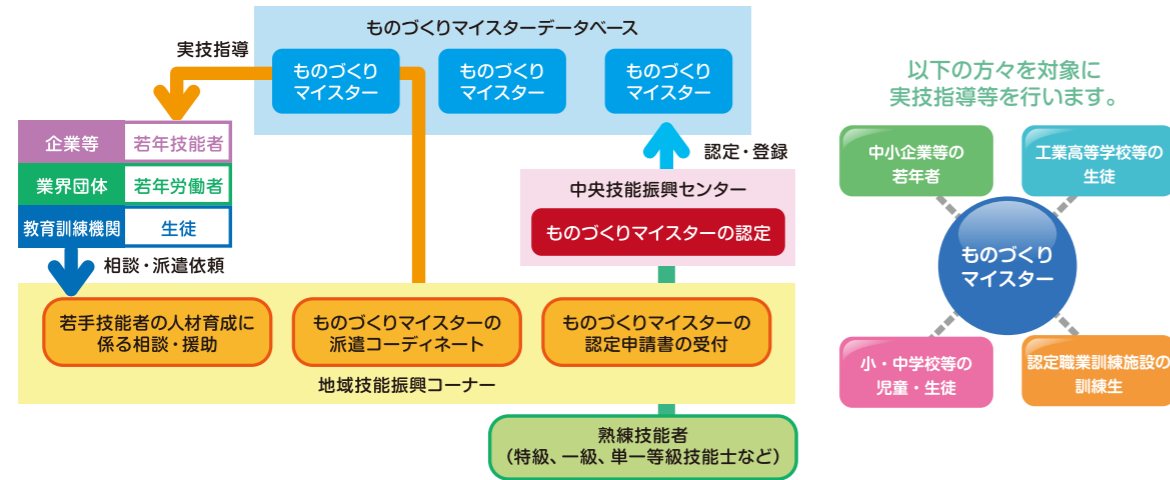 ものづくりマイスターデータベース
実技指導
ものづくり
マイスター
ものづくり
マイスター
ものづくり
マイスター
企業等 若年技能者
業界団体 若年労働者
教育訓練機関 生徒
認定・登録
中央技能振興センター
ものづくりマイスターの認定
相談・派遣依頼
若手技能者の人材育成に
係る相談・援助
ものづくりマイスターの
派遣コーディネート
ものづくりマイスターの
認定申請書の受付
地域技能振興コーナー
熟練技能者
（特級、一級、単一等級技能士など）
以下の方々を対象に
実技指導等を行います。
中小企業等の
若年者
工業高等学校等の
生徒
ものづくり
マイスター
小・中学校等の
児童・生徒
認定職業訓練施設の
訓練生